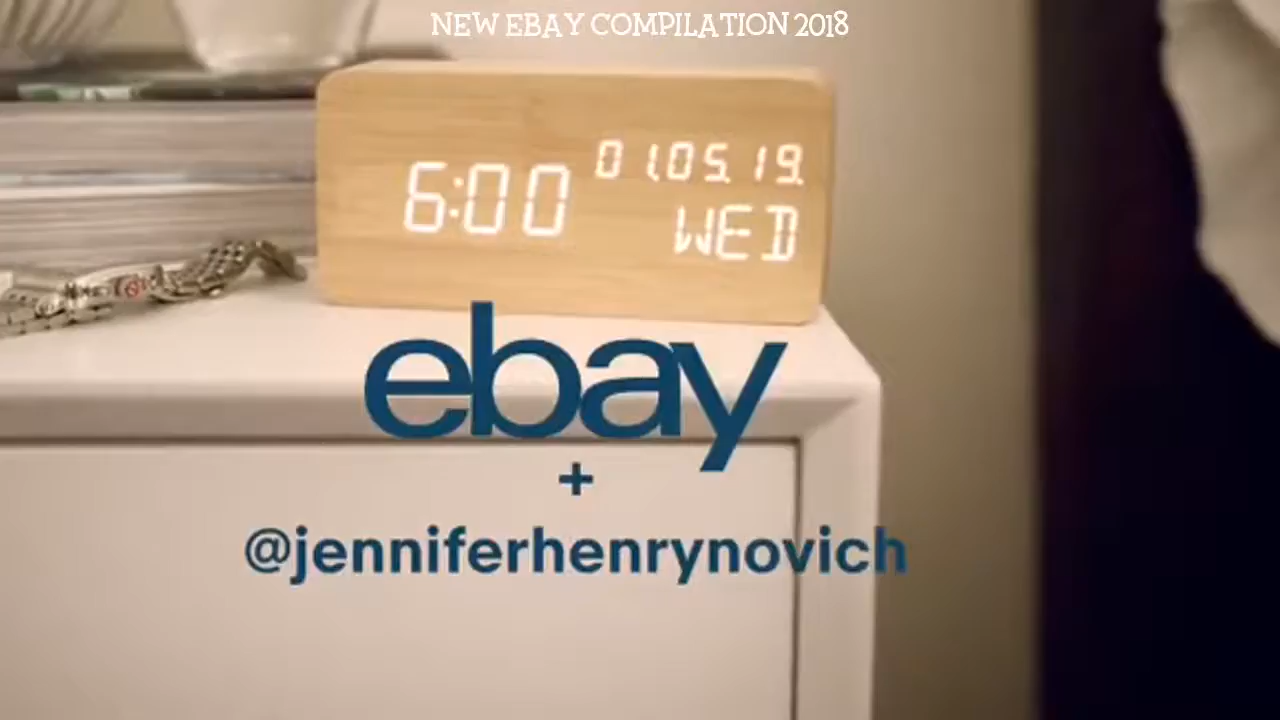 NEW EBAY COMPILATION 2018
01.05.19.
6:00
WED
ebay
+
@jenniferhenrynovich